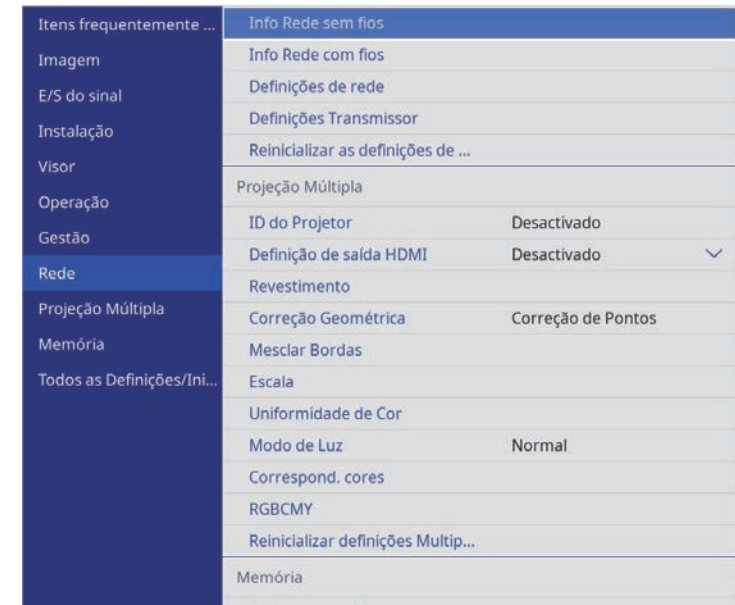 Itens frequentemente ...
Imagem
E/S do sinal
Instalação
Visor
Operação
Gestão
Rede
Projeção Múltipla
Memória
Todos as Definições/Ini...
Info Rede sem fios
Info Rede com fios
Definições de rede
Definições Transmissor
Reinicializar as definições de ...
Projeção Múltipla
ID do Projetor Desactivado
Definição de saída HDMI Desactivado
Revestimento
Correção Geométrica Correção de Pontos
Mesclar Bordas
Escala
Uniformidade de Cor
Modo de Luz Normal
Correspond. cores
RGBCMY
Reinicializar definições Multip...
Memória